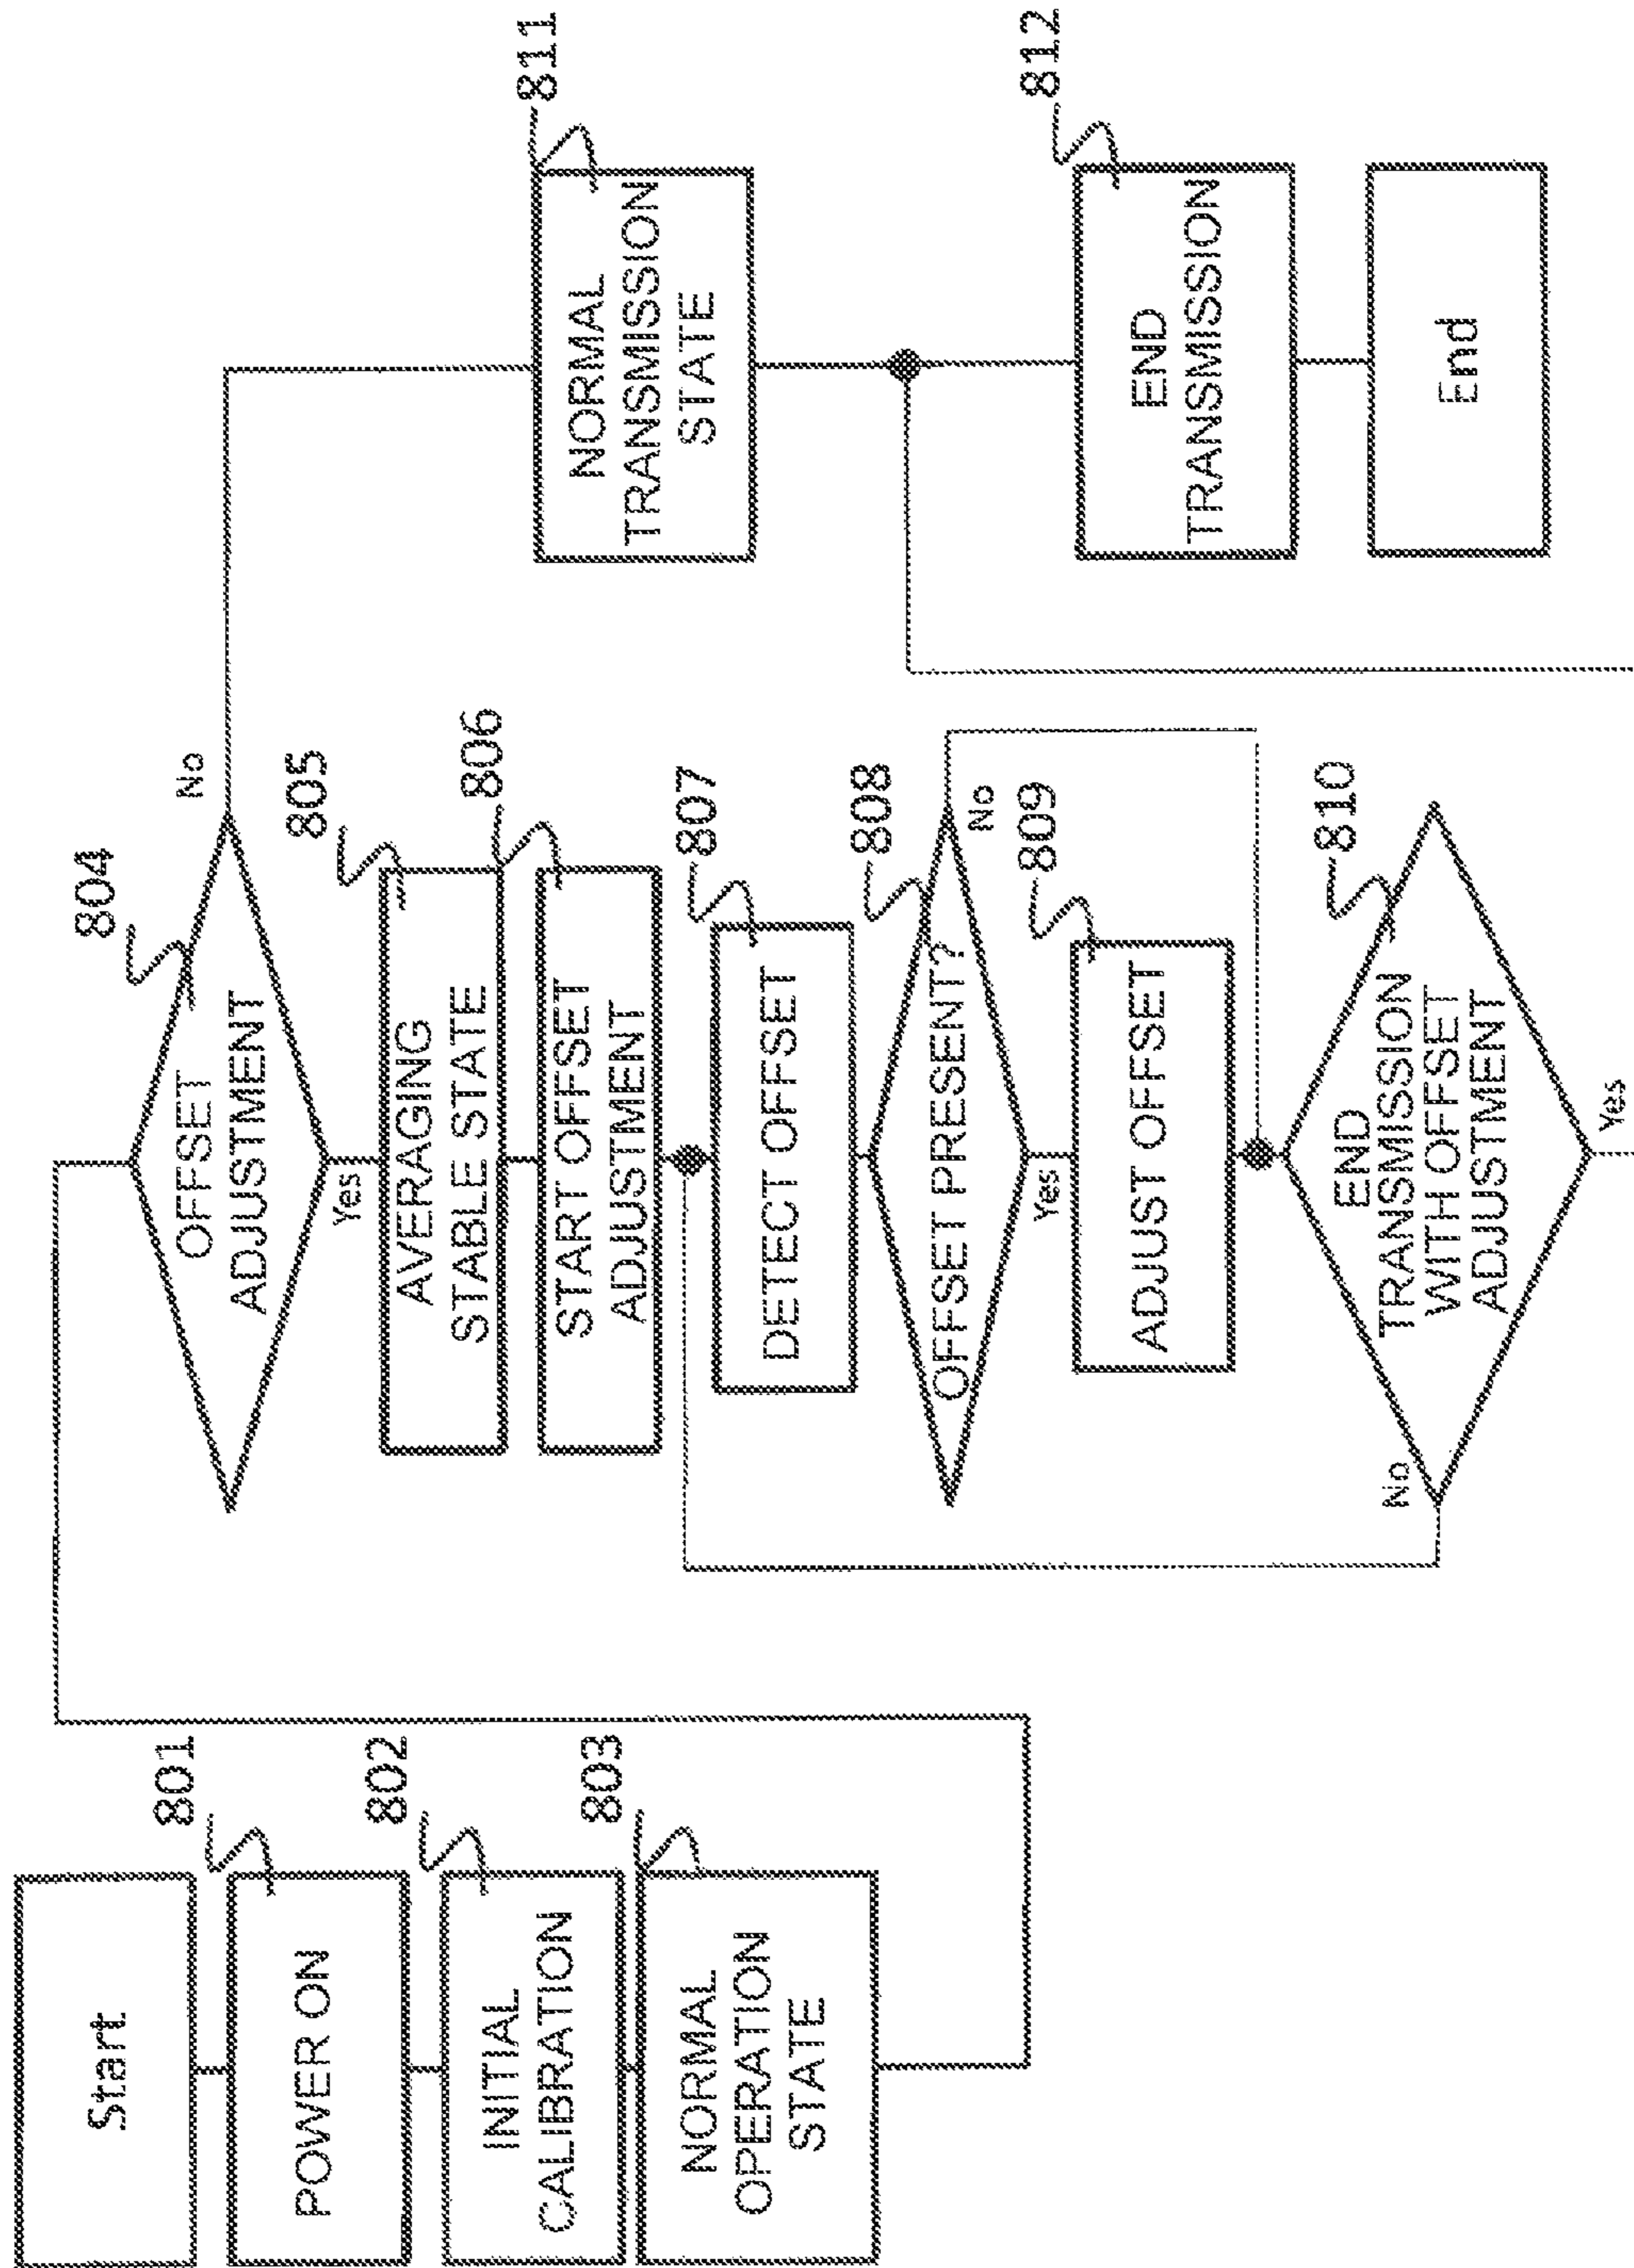 Start
801
POWER ON
802
INITIAL
CALIBRATION
803
NORMAL
OPERATION
STATE
804
OFFSET
ADJUSTMENT
No
Yes
805
AVERAGING
STABLE STATE
806
START OFFSET
ADJUSTMENT
807
DETECT OFFSET
808
OFFSET PRESENT?
No
Yes
809
ADJUST OFFSET
810
END
TRANSMISSION
WITH OFFSET
ADJUSTMENT
No
Yes
811
NORMAL
TRANSMISSION
STATE
812
END
TRANSMISSION
End